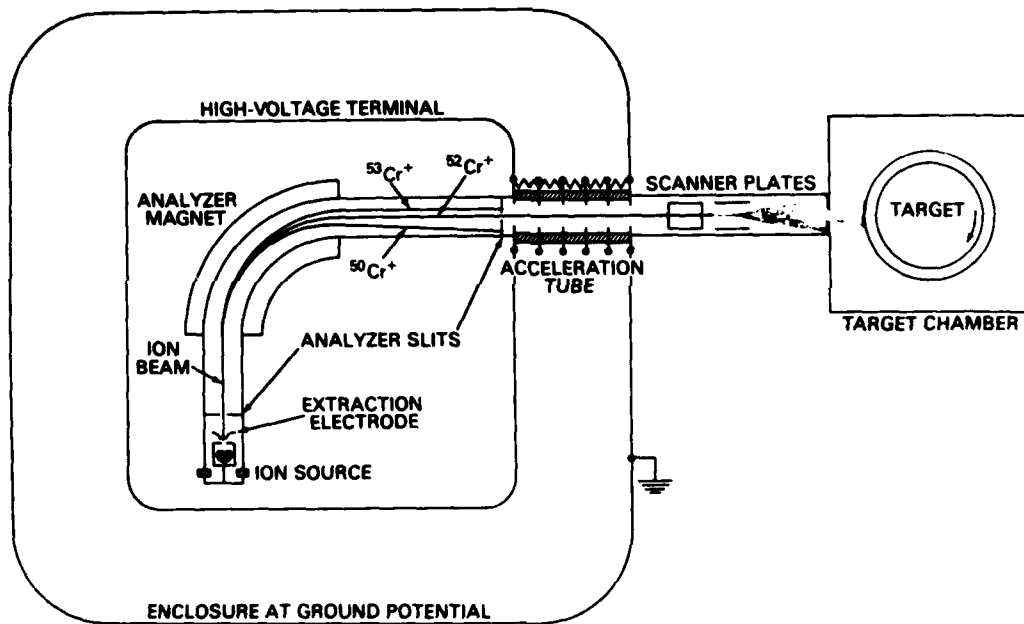 HIGH-VOLTAGE TERMINAL
⁵³Cr⁺
⁵²Cr⁺
ANALYZER
MAGNET
SCANNER PLATES
TARGET
⁵⁰Cr⁺
ACCELERATION
TUBE
TARGET CHAMBER
ION
BEAM
ANALYZER SLITS
EXTRACTION
ELECTRODE
ION SOURCE
ENCLOSURE AT GROUND POTENTIAL